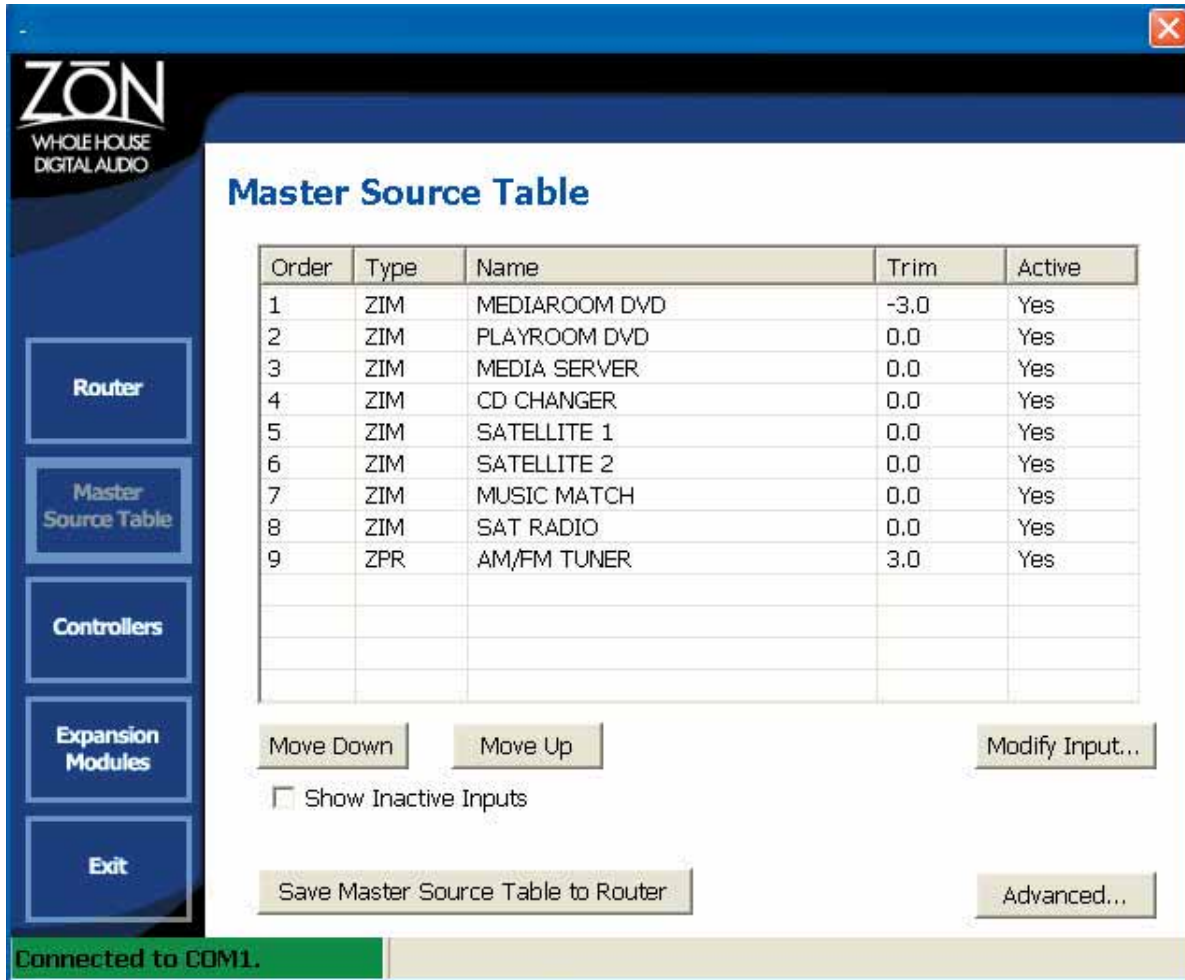 -
ZŌN
WHOLE HOUSE
DIGITAL AUDIO
Router
Master
Source Table
Controllers
Expansion
Modules
Exit
Master Source Table
Order Type Name Trim Active
1 ZIM MEDIAROOM DVD -3.0 Yes
2 ZIM PLAYROOM DVD 0.0 Yes
3 ZIM MEDIA SERVER 0.0 Yes
4 ZIM CD CHANGER 0.0 Yes
5 ZIM SATELLITE 1 0.0 Yes
6 ZIM SATELLITE 2 0.0 Yes
7 ZIM MUSIC MATCH 0.0 Yes
8 ZIM SAT RADIO 0.0 Yes
9 ZPR AM/FM TUNER 3.0 Yes
Move Down Move Up Modify Input...
Show Inactive Inputs
Save Master Source Table to Router Advanced...
Connected to COM1.